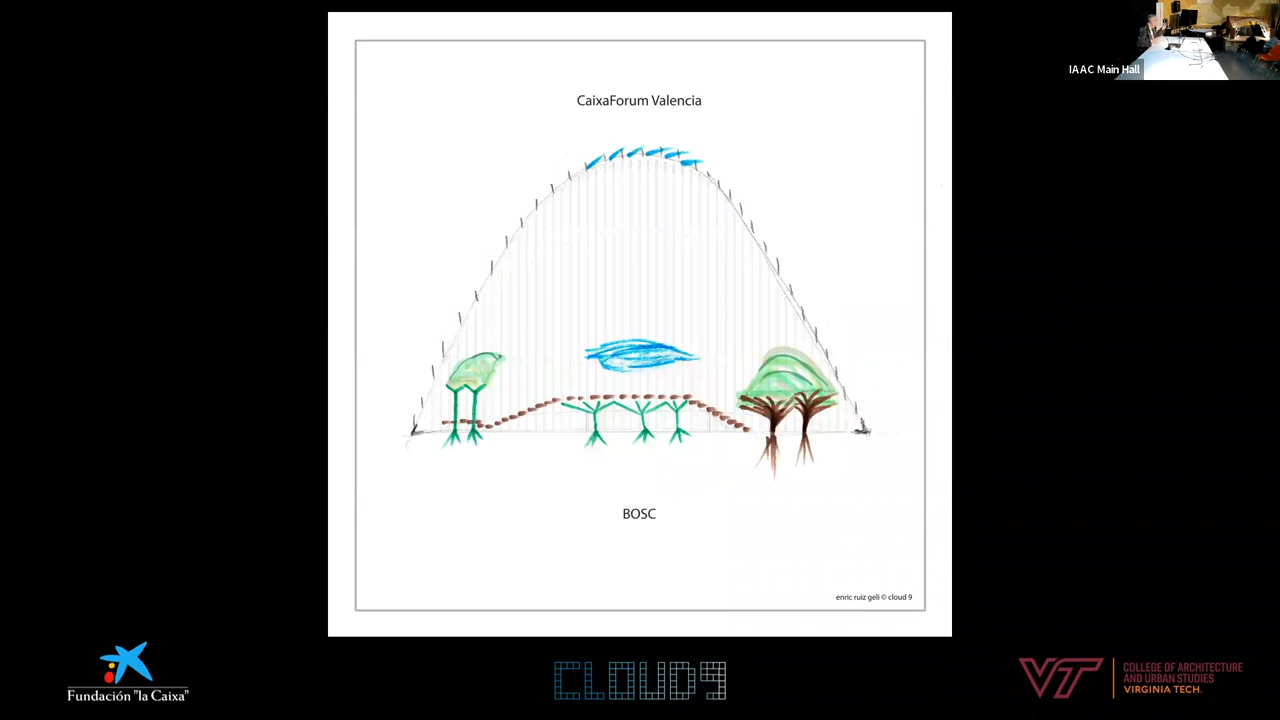 IAAC Main Hall
CaixaForum Valencia
BOSC
enric ruiz geli © cloud 9
Fundación "la Caixa"
CLOUD9
VT
COLLEGE OF ARCHITECTURE
AND URBAN STUDIES
VIRGINIA TECH.